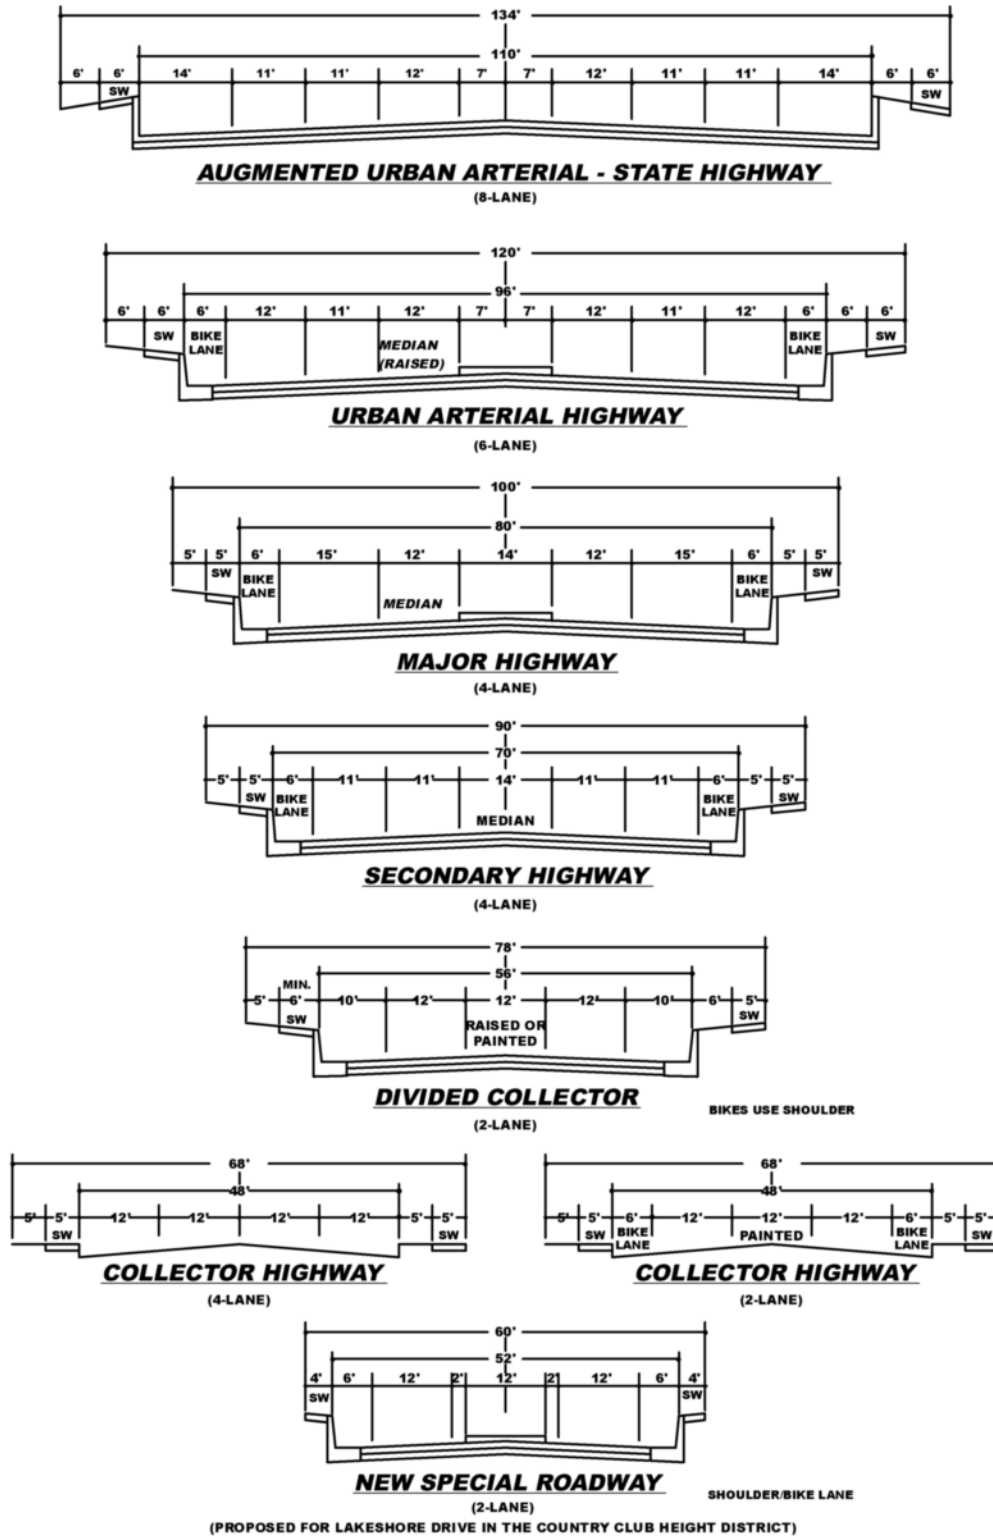 134'
110'
6' 6' 14' 11' 11' 12' 7' 7' 12' 11' 11' 14' 6' 6'
SW SW
AUGMENTED URBAN ARTERIAL - STATE HIGHWAY
(8-LANE)
120'
96'
6' 6' 6' 12' 11' 12' 7' 7' 12' 11' 12' 6' 6' 6'
SW BIKE LANE MEDIAN (RAISED) BIKE LANE SW
URBAN ARTERIAL HIGHWAY
(6-LANE)
100'
80'
5' 5' 6' 15' 12' 14' 12' 15' 6' 5' 5'
SW BIKE LANE MEDIAN BIKE LANE SW
MAJOR HIGHWAY
(4-LANE)
90'
70'
5' 5' 6' 11' 11' 14' 11' 11' 6' 5' 5'
SW BIKE LANE MEDIAN BIKE LANE SW
SECONDARY HIGHWAY
(4-LANE)
78'
56'
MIN.
5' 6' 10' 12' 12' 12' 10' 6' 5'
SW RAISED OR PAINTED SW
DIVIDED COLLECTOR
BIKES USE SHOULDER
(2-LANE)
68'
48'
5' 5' 12' 12' 12' 12' 5' 5'
SW SW
COLLECTOR HIGHWAY
(4-LANE)
68'
48'
5' 5' 6' 12' 12' 12' 6' 5' 5'
SW BIKE LANE PAINTED BIKE LANE SW
COLLECTOR HIGHWAY
(2-LANE)
60'
52'
4' 6' 12' 2' 12' 2' 12' 6' 4'
SW SW
NEW SPECIAL ROADWAY
SHOULDER/BIKE LANE
(2-LANE)
(PROPOSED FOR LAKESHORE DRIVE IN THE COUNTRY CLUB HEIGHT DISTRICT)